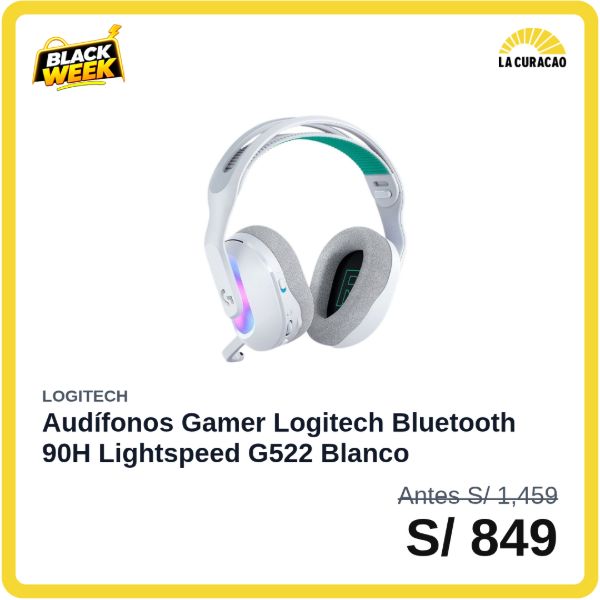 BLACK
WEEK
LA CURACAO
LOGITECH
Audífonos Gamer Logitech Bluetooth
90H Lightspeed G522 Blanco
Antes S/ 1,459
S/ 849